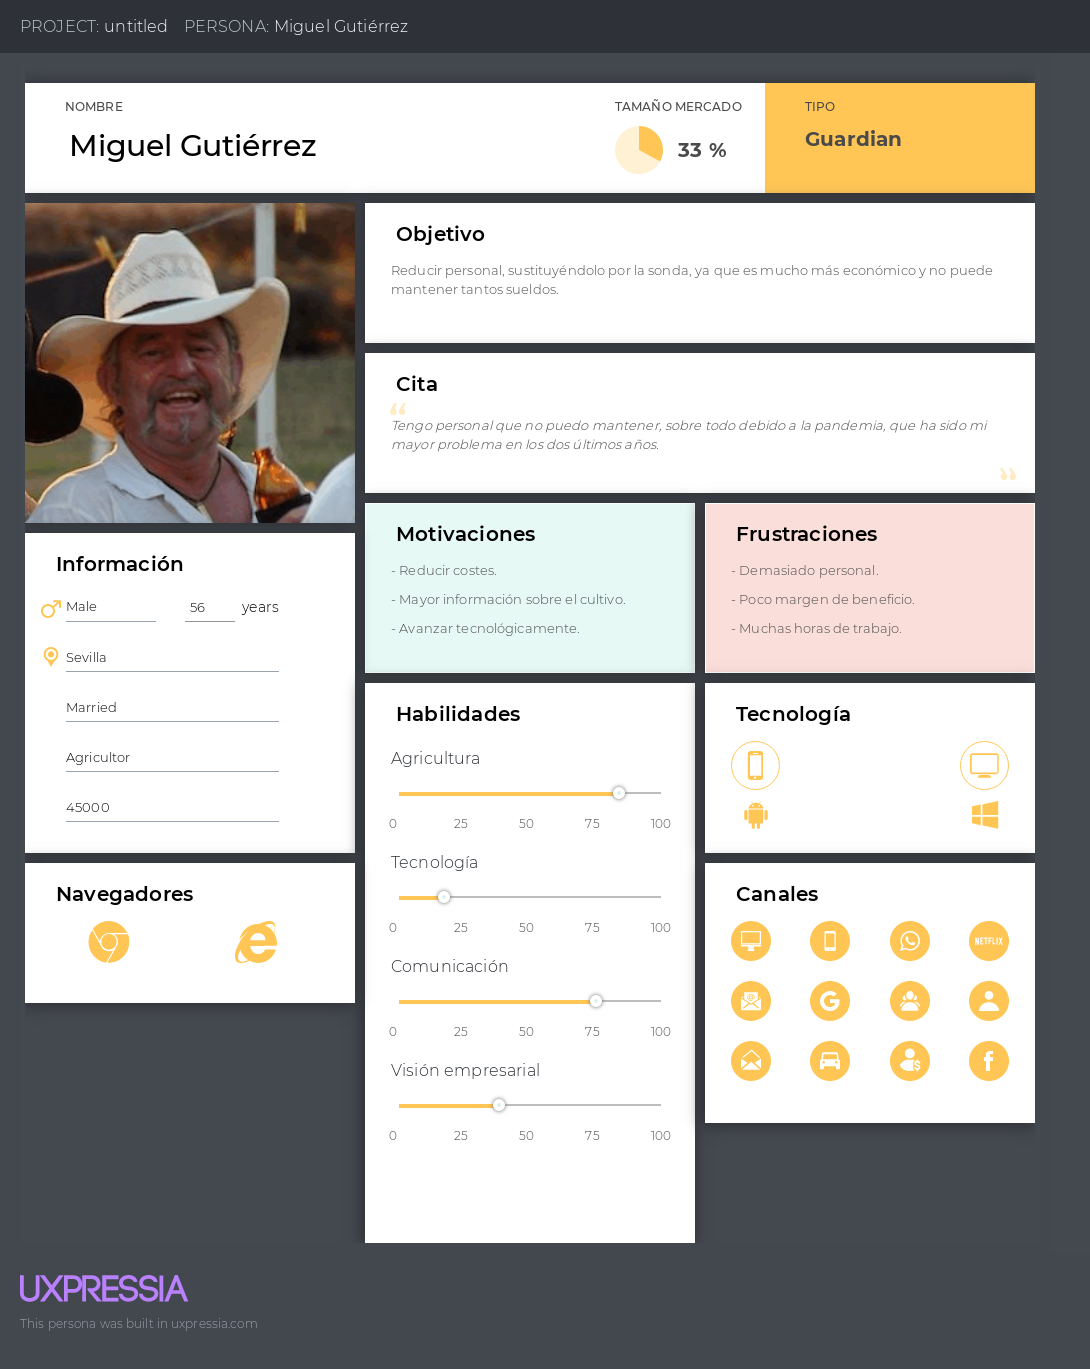 PROJECT: untitled PERSONA: Miguel Gutiérrez
NOMBRE
Miguel Gutiérrez
TAMAÑO MERCADO
33 %
TIPO
Guardian
Objetivo
Reducir personal, sustituyéndolo por la sonda, ya que es mucho más económico y no puede
mantener tantos sueldos.
Cita
“
Tengo personal que no puedo mantener, sobre todo debido a la pandemia, que ha sido mi
mayor problema en los dos últimos años.
”
Información
Male 56 years
Sevilla
Married
Agricultor
45000
Navegadores
Motivaciones
- Reducir costes.
- Mayor información sobre el cultivo.
- Avanzar tecnológicamente.
Frustraciones
- Demasiado personal.
- Poco margen de beneficio.
- Muchas horas de trabajo.
Habilidades
Agricultura
0 25 50 75 100
Tecnología
0 25 50 75 100
Comunicación
0 25 50 75 100
Visión empresarial
0 25 50 75 100
Tecnología
Canales
NETFLIX
UXPRESSIA
This persona was built in uxpressia.com